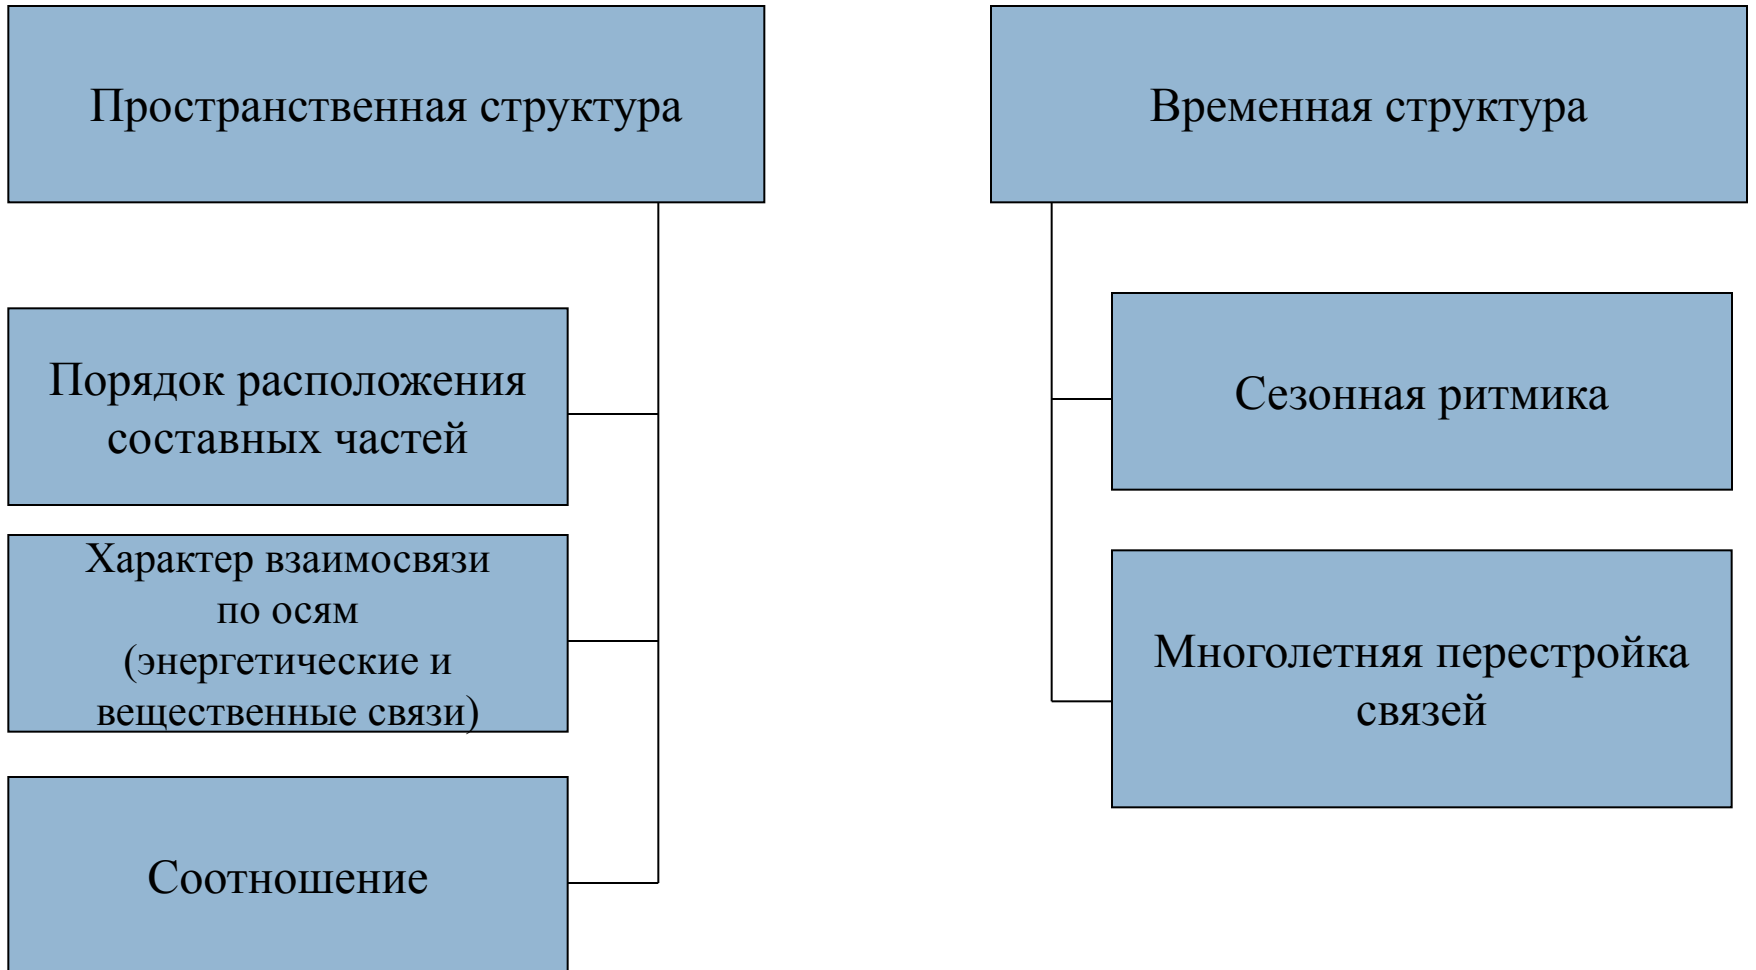 Пространственная структура
Порядок расположения
составных частей
Характер взаимосвязи
по осям
(энергетические и
вещественные связи)
Соотношение
Временная структура
Сезонная ритмика
Многолетняя перестройка
связей